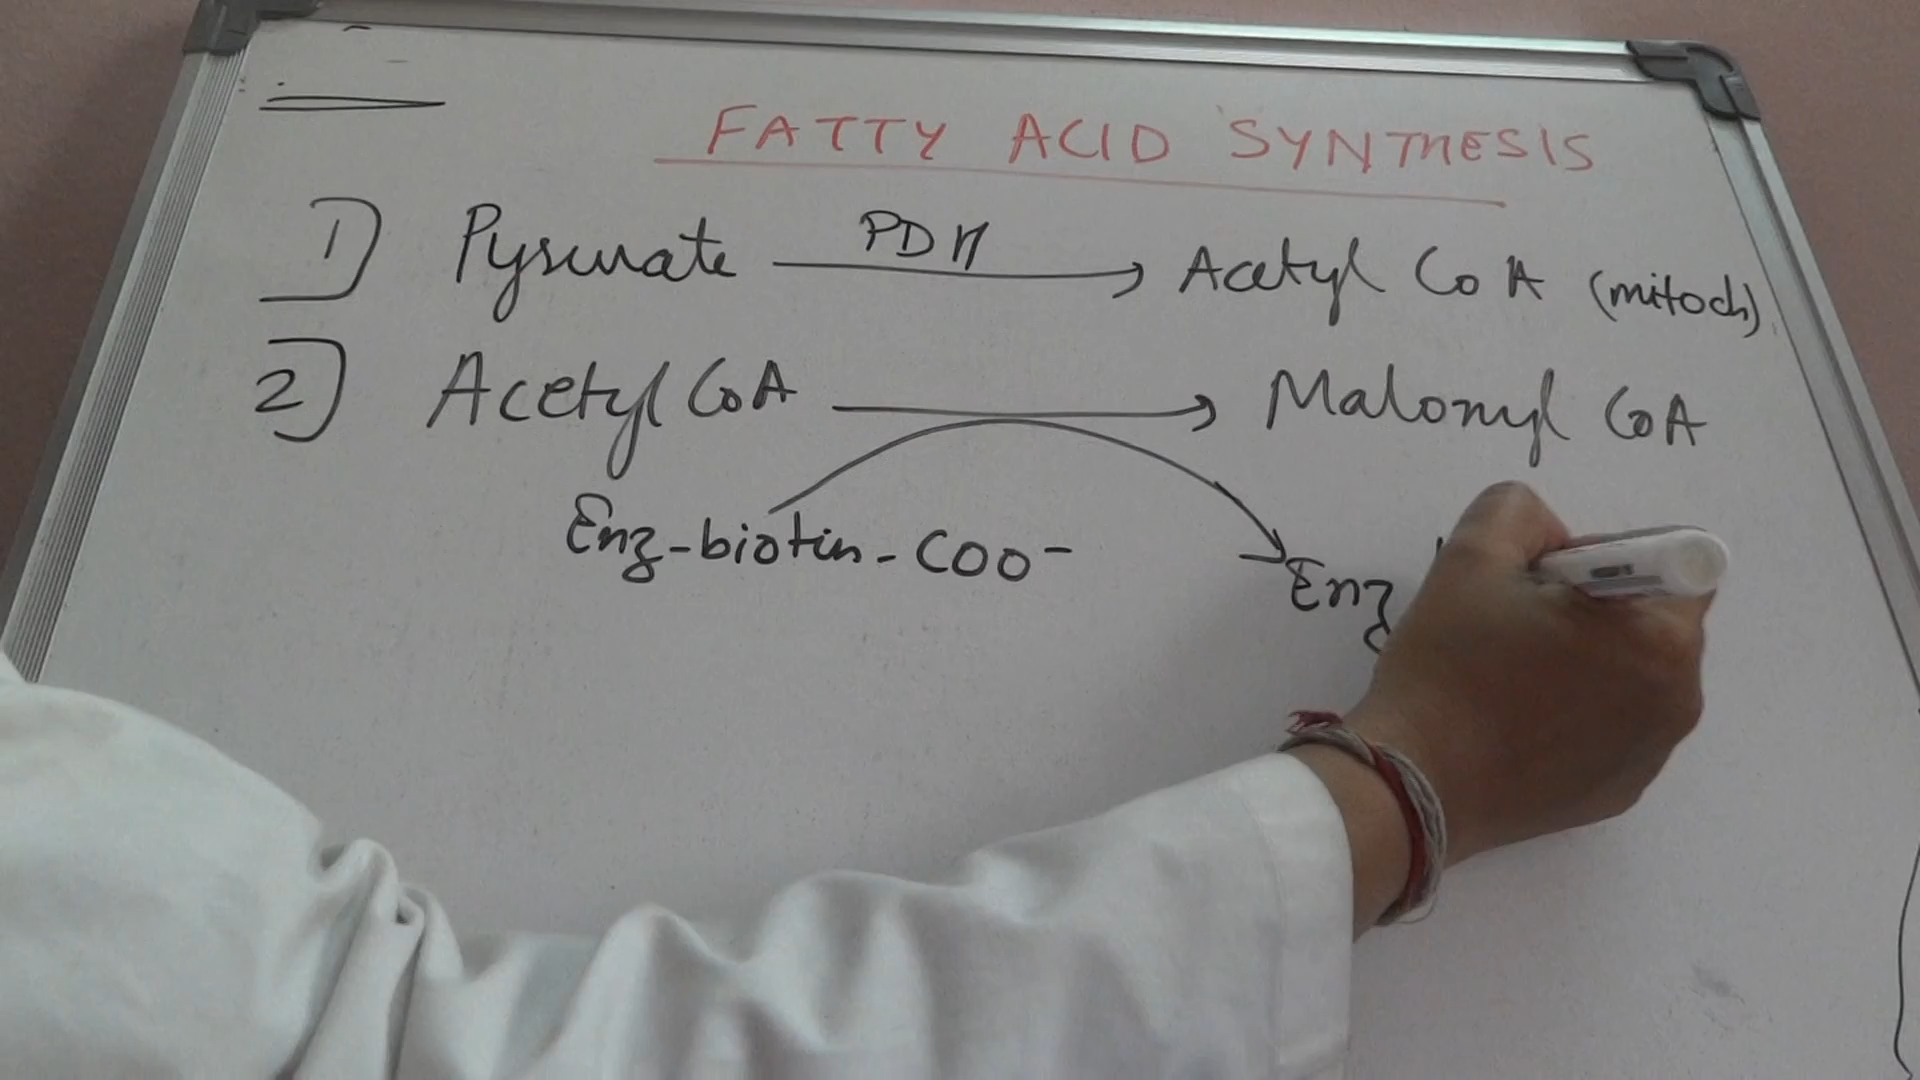 FATTY ACID SYNTHESIS
1) Pyruvate PDH → Acetyl CoA (mitoch)
2) Acetyl CoA → Malonyl CoA
Enz-biotin-COO⁻
Enz